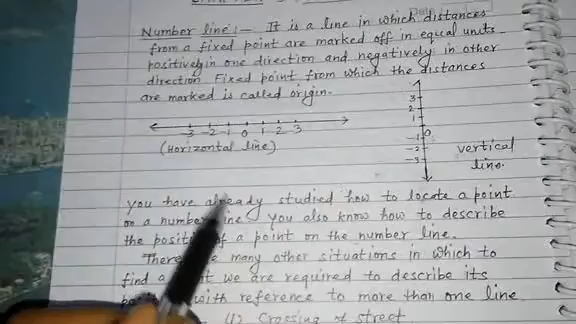 Number line :- It is a line in which distances
from a fixed point are marked off in equal units
positively in one direction and negatively in other
direction Fixed point from which the distances
are marked is called origin.
-3 -2 -1 0 1 2 3
(Horizontal line)
3
2
1
0
-1
-2
-3
vertical
line.
you have already studied how to locate a point
on a number line you also know how to describe
the position of a point on the number line.
There are many other situations in which to
find a we are required to describe its
with reference to more than one line
(1) Crossing of street